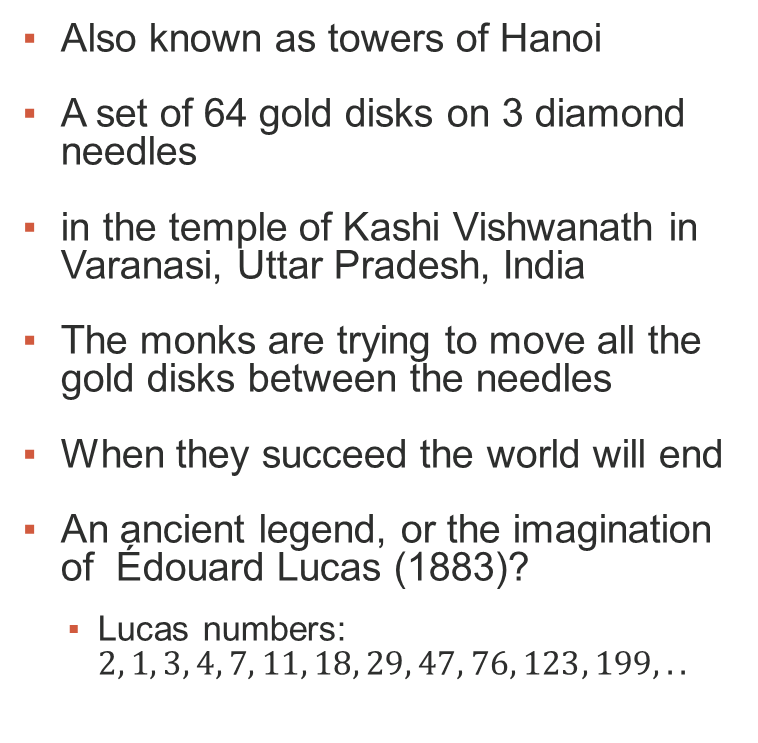 ▪ Also known as towers of Hanoi
▪ A set of 64 gold disks on 3 diamond
needles
▪ in the temple of Kashi Vishwanath in
Varanasi, Uttar Pradesh, India
▪ The monks are trying to move all the
gold disks between the needles
▪ When they succeed the world will end
▪ An ancient legend, or the imagination
of Édouard Lucas (1883)?
▪ Lucas numbers:
2, 1, 3, 4, 7, 11, 18, 29, 47, 76, 123, 199, . .